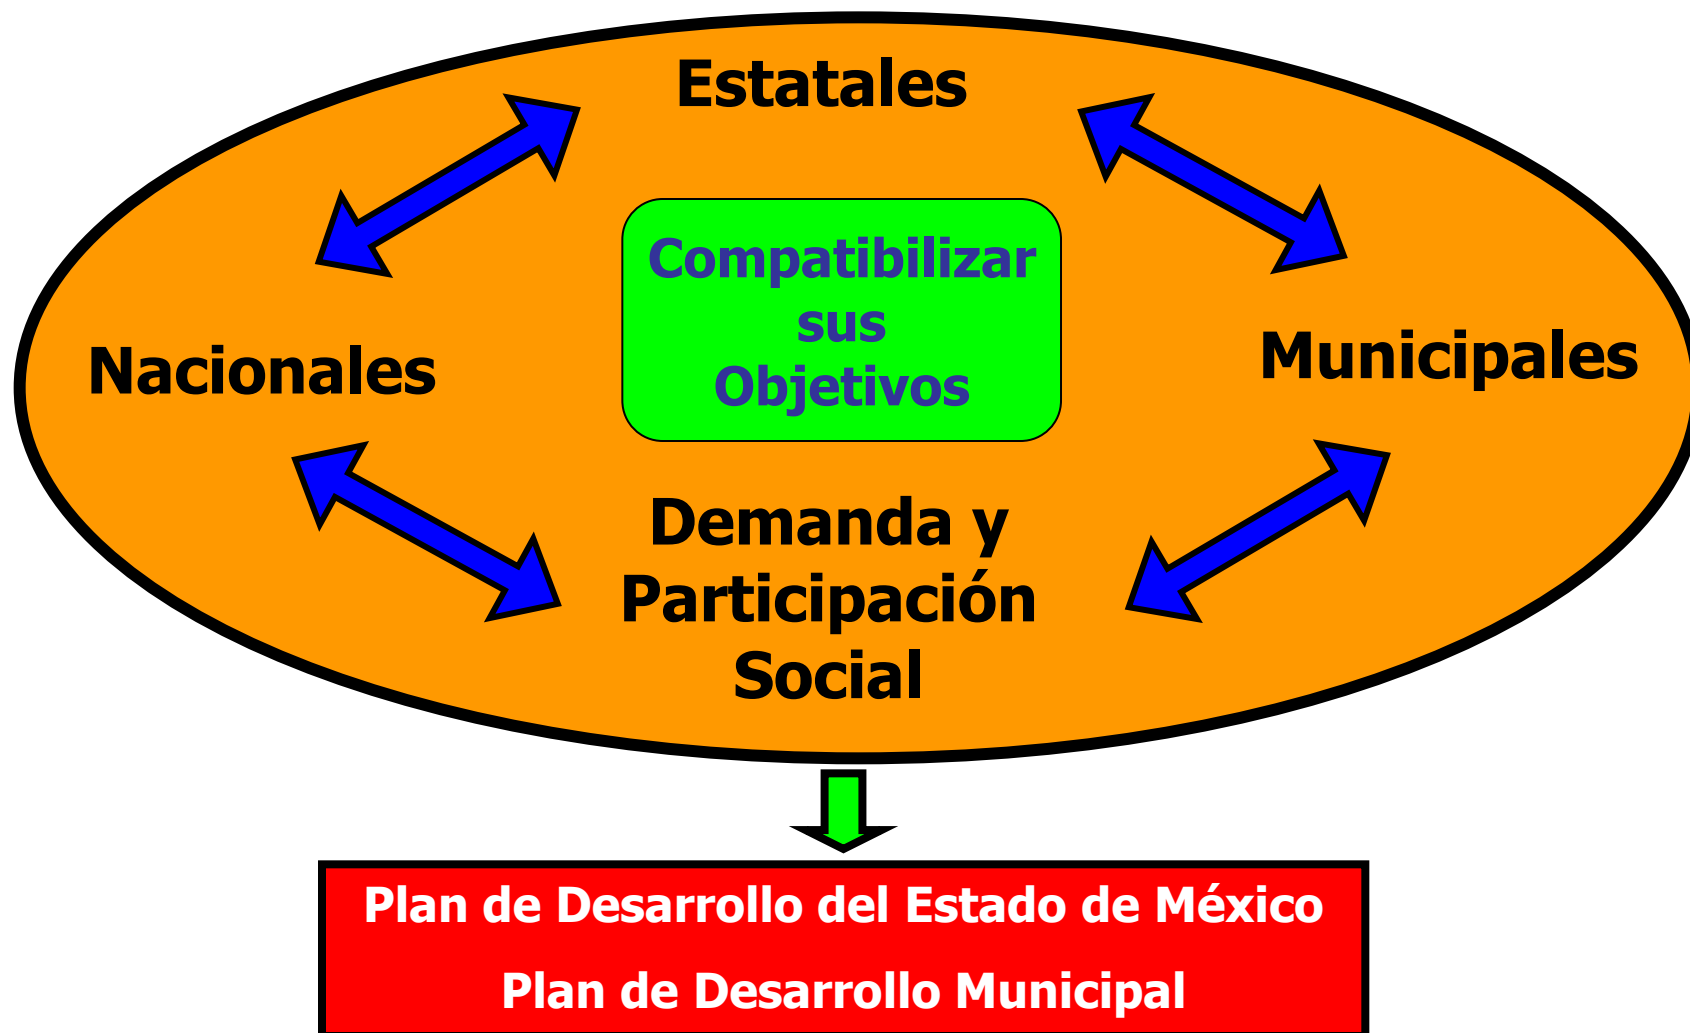 Estatales
Compatibilizar
sus
Objetivos
Nacionales
Municipales
Demanda y
Participación
Social
Plan de Desarrollo del Estado de México
Plan de Desarrollo Municipal